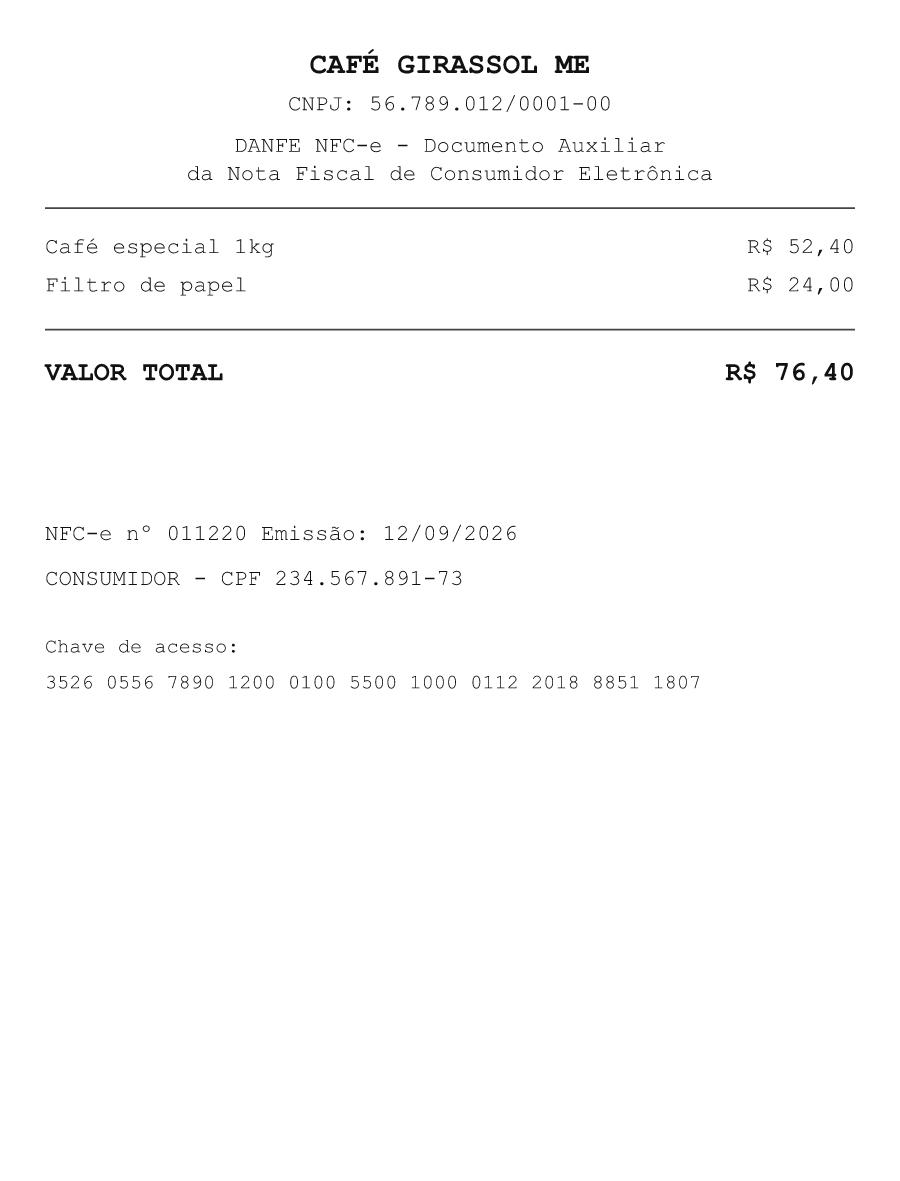 CAFÉ GIRASSOL ME
CNPJ: 56.789.012/0001-00
DANFE NFC-e - Documento Auxiliar
da Nota Fiscal de Consumidor Eletrônica
Café especial 1kg R$ 52,40
Filtro de papel R$ 24,00
VALOR TOTAL R$ 76,40
NFC-e nº 011220 Emissão: 12/09/2026
CONSUMIDOR - CPF 234.567.891-73
Chave de acesso:
3526 0556 7890 1200 0100 5500 1000 0112 2018 8851 1807